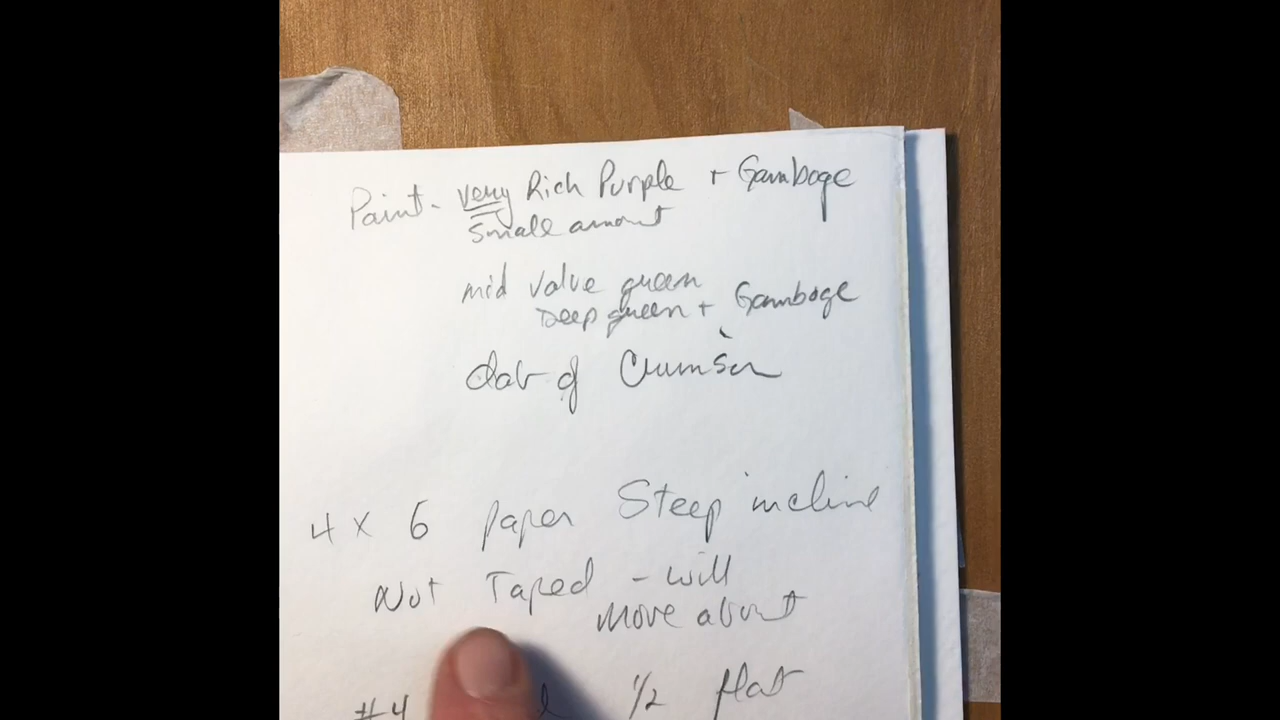 Paint - very Rich Purple + Gamboge
small amount
mid value green
Deep green + Gamboge
dab of Crimson
4 x 6 paper Steep incline
Not Taped - will
move about
#4 1/2 flat